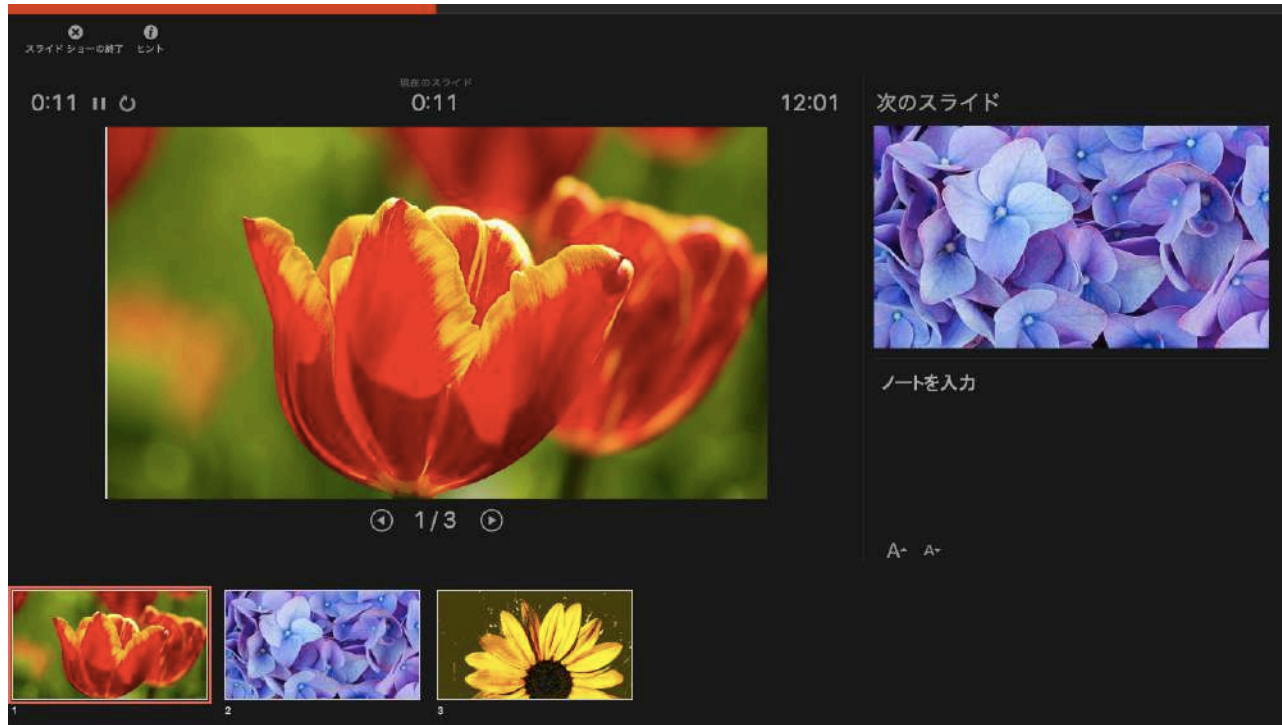 スライド ショーの終了 ヒント
現在のスライド
0:11 0:11 12:01
次のスライド
1/3
ノートを入力
A A
1 2 3